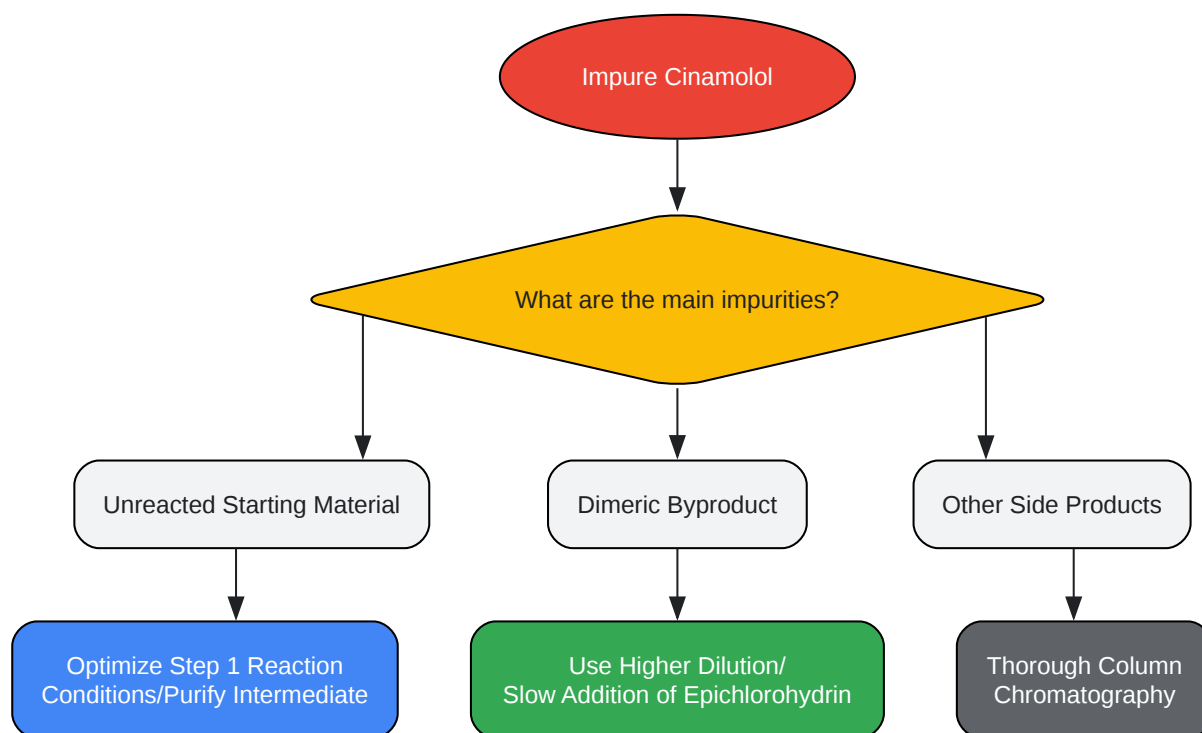 Impure Cinamolol
What are the main impurities?
Unreacted Starting Material
Dimeric Byproduct
Other Side Products
Optimize Step 1 Reaction
Conditions/Purify Intermediate
Use Higher Dilution/
Slow Addition of Epichlorohydrin
Thorough Column
Chromatography